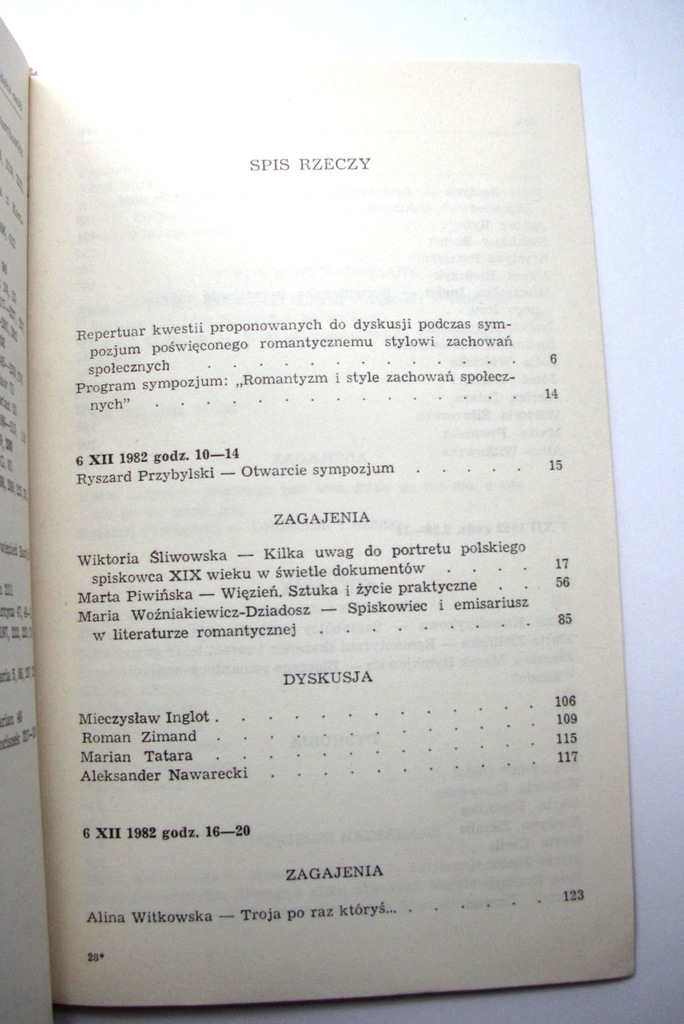 SPIS RZECZY
Repertuar kwestii proponowanych do dyskusji podczas sym-
pozjum poświęconego romantycznemu stylowi zachowań
społecznych . . . . . . . . . . . 6
Program sympozjum: „Romantyzm i style zachowań społecz-
nych” . . . . . . . . . . . . . 14
6 XII 1982 godz. 10—14
Ryszard Przybylski — Otwarcie sympozjum . . . . . 15
ZAGAJENIA
Wiktoria Śliwowska — Kilka uwag do portretu polskiego
spiskowca XIX wieku w świetle dokumentów . . . . 17
Marta Piwińska — Więzień. Sztuka i życie praktyczne . . 56
Maria Woźniakiewicz-Dziadosz — Spiskowiec i emisariusz
w literaturze romantycznej . . . . . . . . 85
DYSKUSJA
Mieczysław Inglot . . . . . . . . . . . 106
Roman Zimand . . . . . . . . . . . 109
Marian Tatara . . . . . . . . . . . 115
Aleksander Nawarecki . . . . . . . . . 117
6 XII 1982 godz. 16—20
ZAGAJENIA
Alina Witkowska — Troja po raz któryś... . . . . . . 123
28*